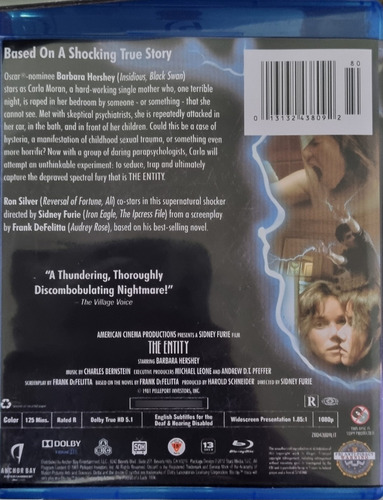 Based On A Shocking True Story
Oscar®-nominee Barbara Hershey (Insidious, Black Swan)
stars as Carla Moran, a hard-working single mother who, one terrible
night, is raped in her bedroom by someone - or something - that she
cannot see. Met with skeptical psychiatrists, she is repeatedly attacked in
her car, in the bath, and in front of her children. Could this be a case of
hysteria, a manifestation of childhood sexual trauma, or something
even more horrific? Now with a group of daring parapsychologists, Carla will
attempt an unthinkable experiment: to seduce, trap and ultimately
capture the depraved spectral fury that is THE ENTITY.
Ron Silver (Reversal of Fortune, Ali) co-stars in this supernatural shocker
directed by Sidney Furie (Iron Eagle, The Ipcress File) from a screenplay
by Frank DeFelitta (Audrey Rose), based on his best-selling novel.
80
0 13132 43809 2
“A Thundering, Thoroughly
Discombobulating Nightmare!”
— The Village Voice
AMERICAN CINEMA PRODUCTIONS PRESENTS A SIDNEY FURIE FILM
THE ENTITY
STARRING BARBARA HERSHEY
MUSIC BY CHARLES BERNSTEIN EXECUTIVE PRODUCERS MICHAEL LEONE AND ANDREW D.T. PFEFFER
SCREENPLAY BY FRANK DeFELITTA BASED ON THE NOVEL BY FRANK DeFELITTA PRODUCED BY HAROLD SCHNEIDER DIRECTED BY SIDNEY FURIE
© 1981 PELLEPORT INVESTORS, INC.
R
Color
125 Mins.
Rated R
Dolby True HD 5.1
English Subtitles for the
Deaf & Hearing Disabled
Widescreen Presentation 1.85:1
1080p
ANCHOR BAY
DOLBY
13